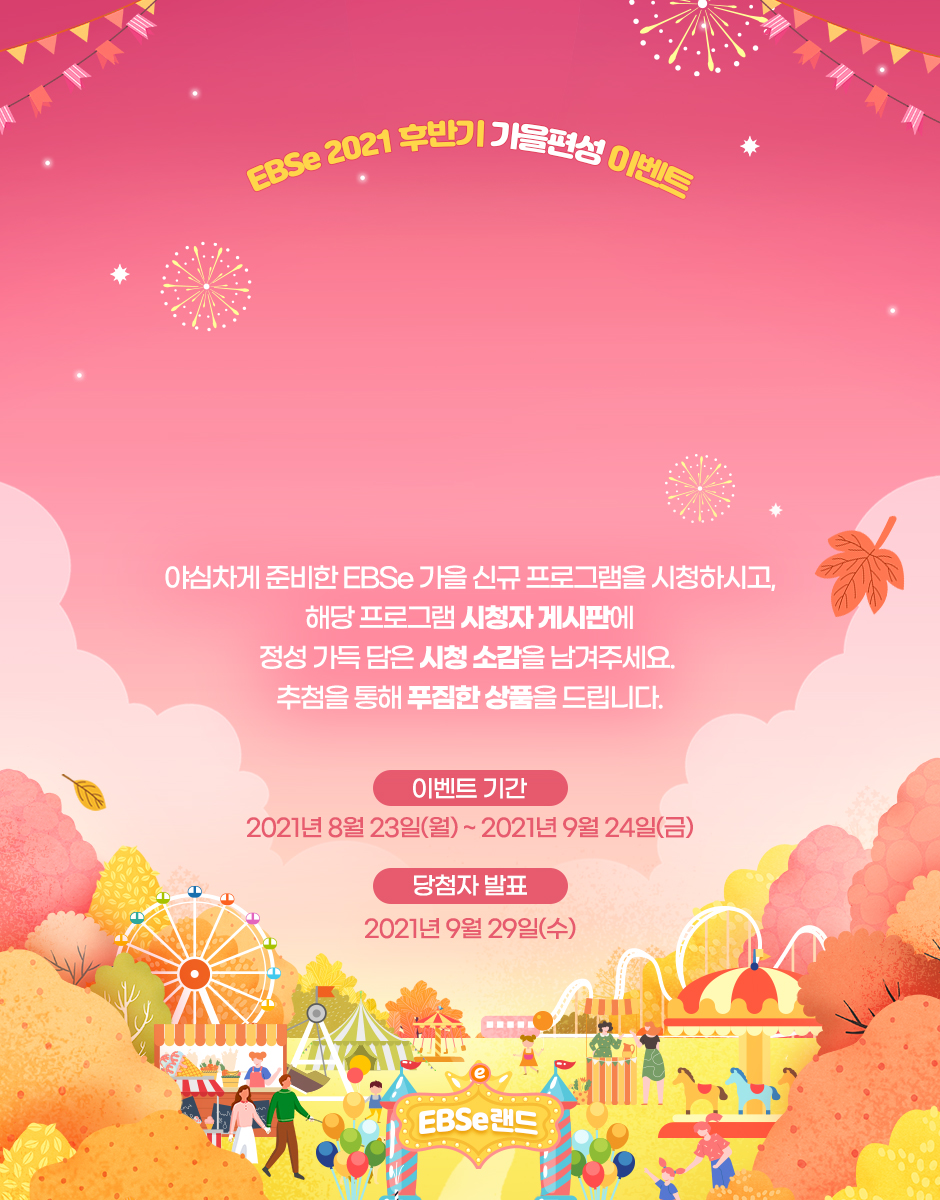 EBSe 2021 후반기 가을편성 이벤트
야심차게 준비한 EBSe 가을 신규 프로그램을 시청하시고,
해당 프로그램 시청자 게시판에
정성 가득 담은 시청 소감을 남겨주세요.
추첨을 통해 푸짐한 상품을 드립니다.
이벤트 기간
2021년 8월 23일(월) ~ 2021년 9월 24일(금)
당첨자 발표
2021년 9월 29일(수)
e
EBSe랜드